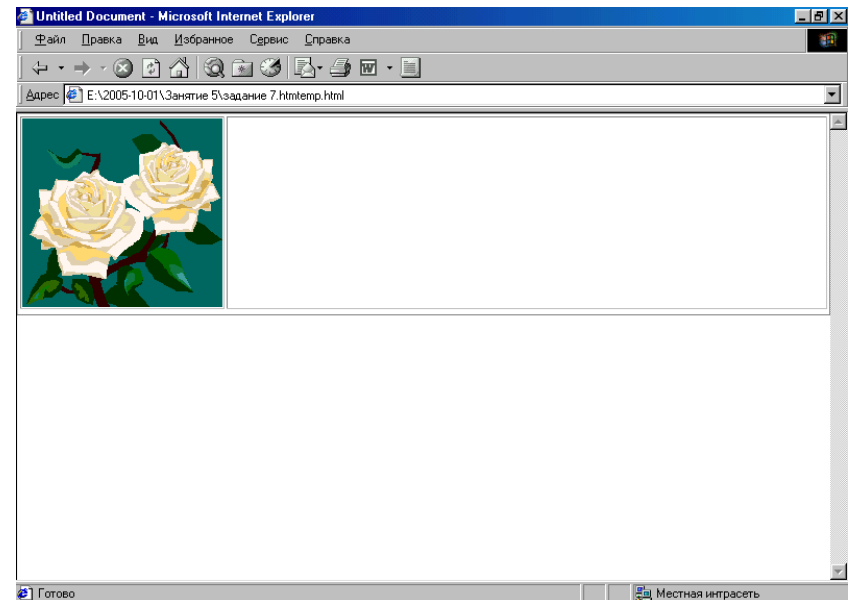 Untitled Document - Microsoft Internet Explorer
Файл Правка Вид Избранное Сервис Справка
Адрес E:\2005-10-01\Занятие 5\задание 7.htmtemp.html
Готово Местная интрасеть